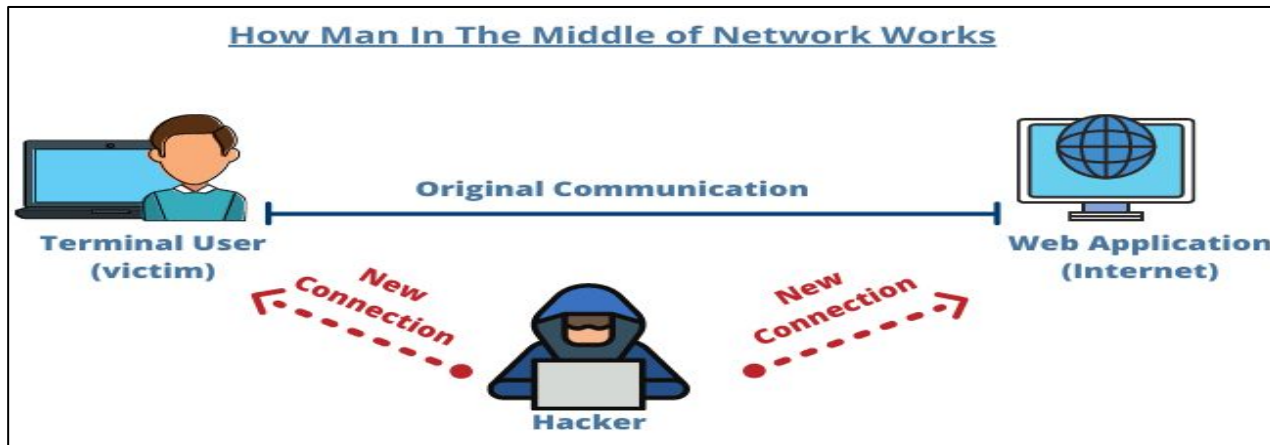 How Man In The Middle of Network Works
Original Communication
Terminal User
(victim)
Web Application
(Internet)
New
Connection
New
Connection
Hacker